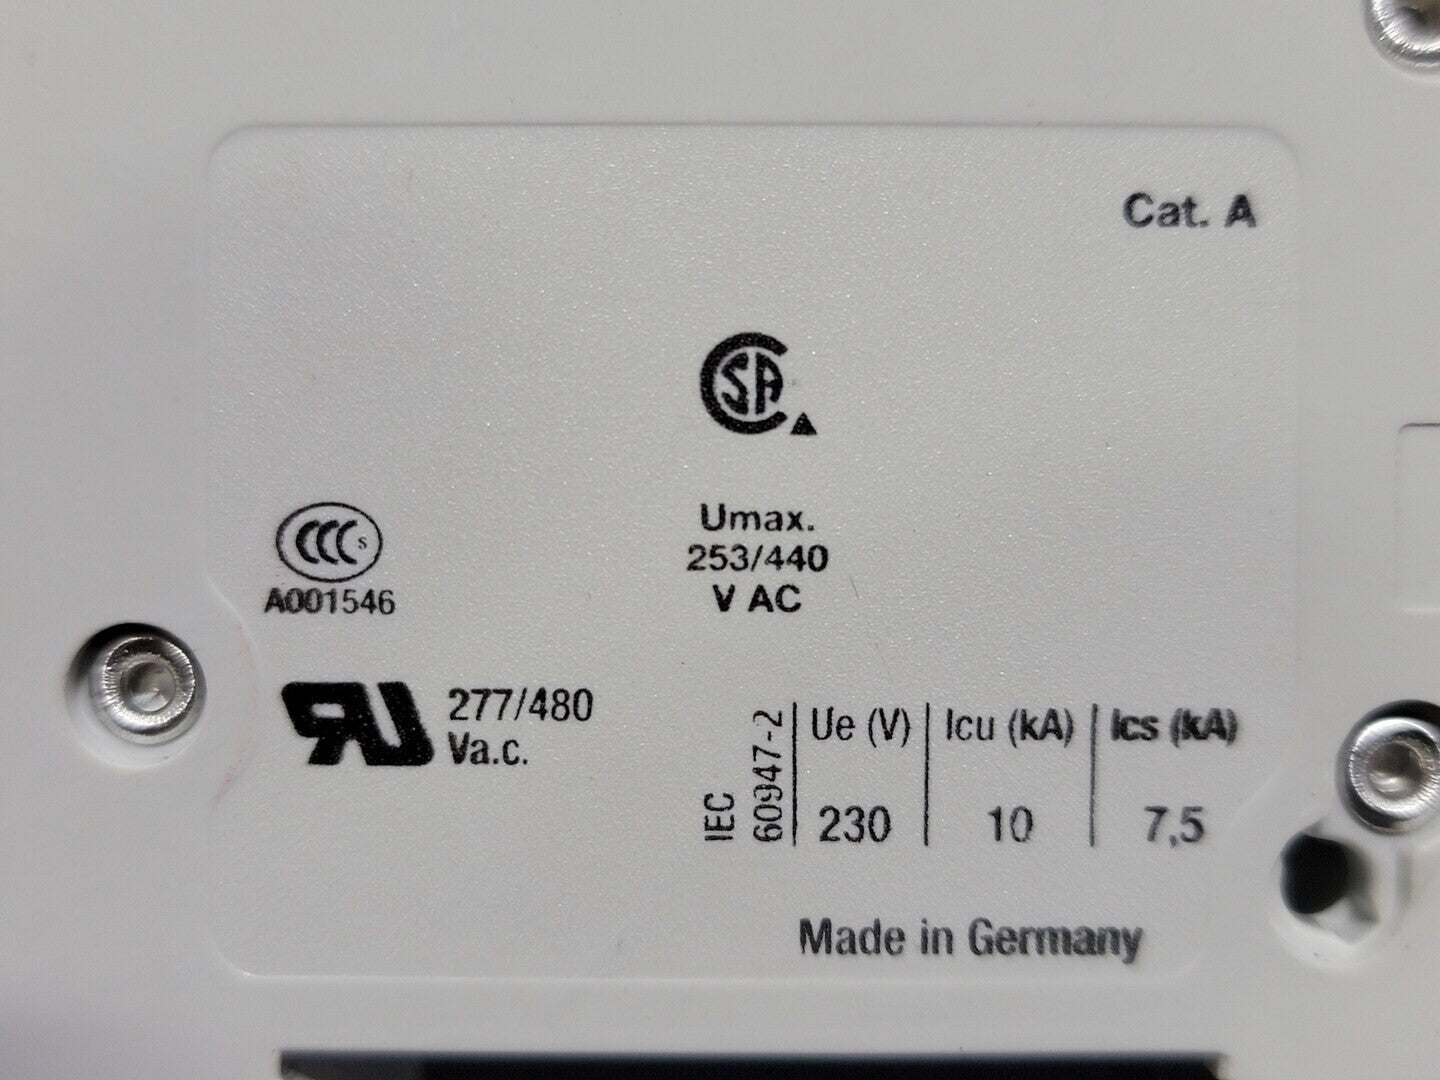 Cat. A
CSA
Umax.
253/440
V AC
CCC S
A001546
RU
277/480
Va.c.
IEC
60947-2
Ue (V) Icu (kA) Ics (kA)
230 10 7,5
Made in Germany